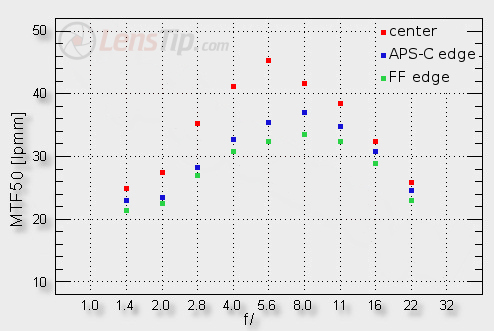 LensTip.com
center
APS-C edge
FF edge
MTF50 [lpmm]
50
40
30
20
10
1.0 1.4 2.0 2.8 4.0 5.6 8.0 11 16 22 32
f/